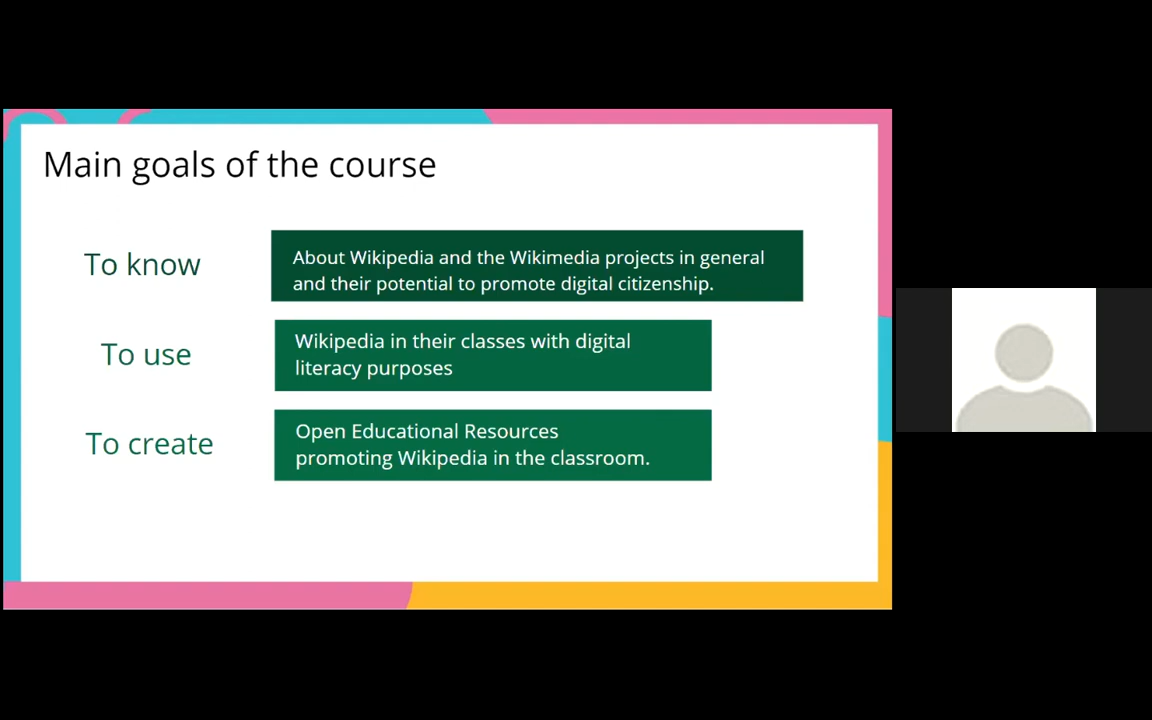 Main goals of the course
To know
About Wikipedia and the Wikimedia projects in general
and their potential to promote digital citizenship.
To use
Wikipedia in their classes with digital
literacy purposes
To create
Open Educational Resources
promoting Wikipedia in the classroom.